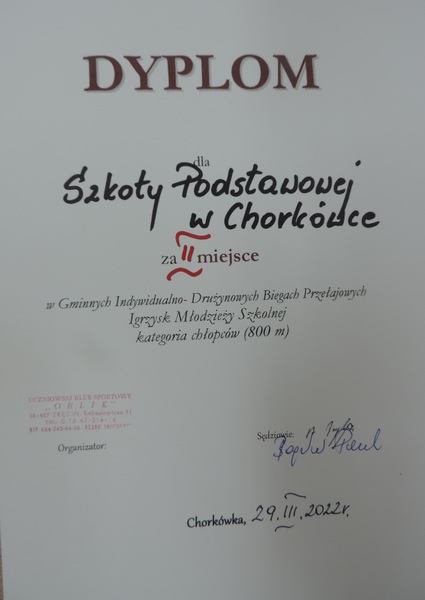 DYPLOM
dla
Szkoły Podstawowej
w Chorkówce
za II miejsce
w Gminnych Indywidualno- Drużynowych Biegach Przełajowych
Igrzysk Młodzieży Szkolnej
kategoria chłopców (800 m)
UCZNIOWSKI KLUB SPORTOWY
„ORLIK"
Organizator:
Sędziowie:
Chorkówka, 29.III.2022r.